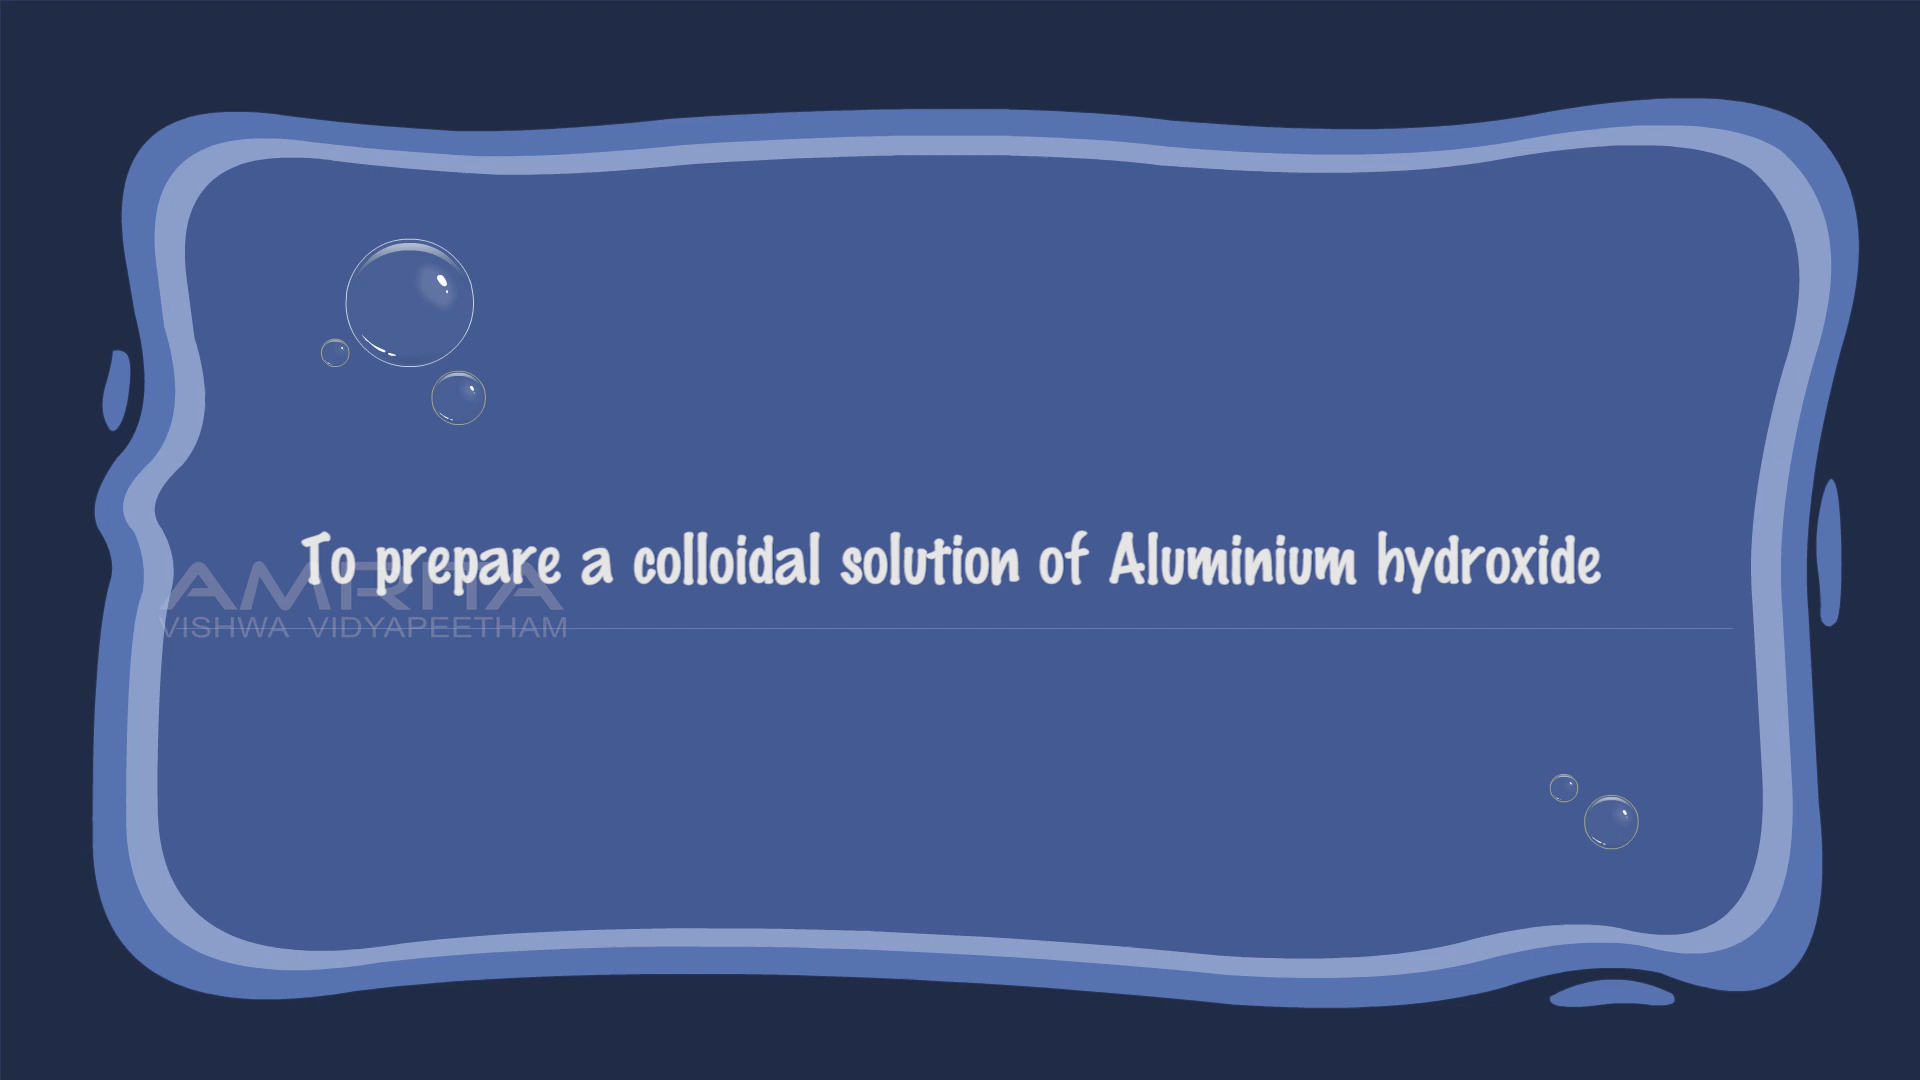 To prepare a colloidal solution of Aluminium hydroxide
AMRITA
VISHWA VIDYAPEETHAM